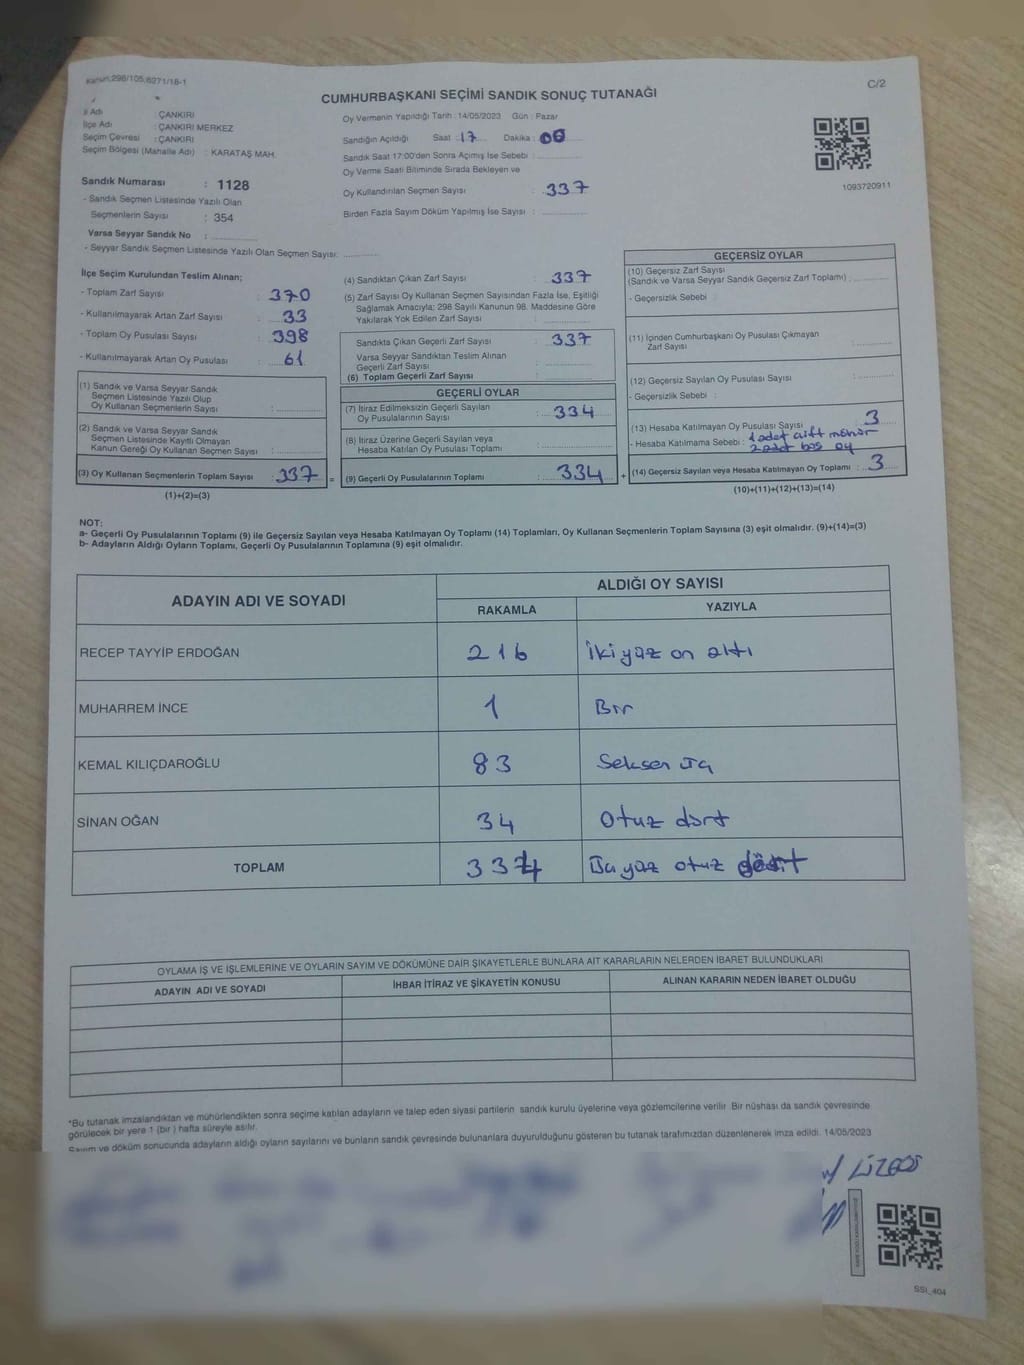 Kanun:298/105,6271/18-1
C/2
CUMHURBAŞKANI SEÇİMİ SANDIK SONUÇ TUTANAĞI
İl Adı : ÇANKIRI
İlçe Adı : ÇANKIRI MERKEZ
Seçim Çevresi : ÇANKIRI
Seçim Bölgesi (Mahalle Adı) : KARATAŞ MAH.
Oy Vermenin Yapıldığı Tarih : 14/05/2023 Gün : Pazar
Sandığın Açıldığı Saat : 17 Dakika : 00
Sandık Saat 17:00'den Sonra Açımış İse Sebebi :
Oy Verme Saati Bitiminde Sırada Bekleyen ve
Oy Kullandırılan Seçmen Sayısı : 337
Birden Fazla Sayım Döküm Yapılmış İse Sayısı :
1093720911
Sandık Numarası : 1128
- Sandık Seçmen Listesinde Yazılı Olan
Seçmenlerin Sayısı : 354
Varsa Seyyar Sandık No :
- Seyyar Sandık Seçmen Listesinde Yazılı Olan Seçmen Sayısı:
İlçe Seçim Kurulundan Teslim Alınan;
- Toplam Zarf Sayısı : 370
- Kullanılmayarak Artan Zarf Sayısı : 33
- Toplam Oy Pusulası Sayısı : 398
- Kullanılmayarak Artan Oy Pusulası : 61
(1) Sandık ve Varsa Seyyar Sandık
Seçmen Listesinde Yazılı Olup
Oy Kullanan Seçmenlerin Sayısı :
(2) Sandık ve Varsa Seyyar Sandık
Seçmen Listesinde Kayıtlı Olmayan
Kanun Gereği Oy Kullanan Seçmen Sayısı :
(3) Oy Kullanan Seçmenlerin Toplam Sayısı : 337 =
(1)+(2)=(3)
(4) Sandıktan Çıkan Zarf Sayısı : 337
(5) Zarf Sayısı Oy Kullanan Seçmen Sayısından Fazla İse, Eşitliği
Sağlamak Amacıyla; 298 Sayılı Kanunun 98. Maddesine Göre
Yakılarak Yok Edilen Zarf Sayısı :
Sandıkta Çıkan Geçerli Zarf Sayısı : 337
Varsa Seyyar Sandıktan Teslim Alınan
Geçerli Zarf Sayısı :
(6) Toplam Geçerli Zarf Sayısı :
GEÇERLİ OYLAR
(7) İtiraz Edilmeksizin Geçerli Sayılan
Oy Pusulalarının Sayısı : 334
(8) İtiraz Üzerine Geçerli Sayılan veya
Hesaba Katılan Oy Pusulası Toplamı :
(9) Geçerli Oy Pusulalarının Toplamı : 334 +
GEÇERSİZ OYLAR
(10) Geçersiz Zarf Sayısı
(Sandık ve Varsa Seyyar Sandık Geçersiz Zarf Toplamı) :
- Geçersizlik Sebebi :
(11) İçinden Cumhurbaşkanı Oy Pusulası Çıkmayan
Zarf Sayısı :
(12) Geçersiz Sayılan Oy Pusulası Sayısı :
- Geçersizlik Sebebi :
(13) Hesaba Katılmayan Oy Pusulası Sayısı : 3
- Hesaba Katılmama Sebebi : 1 adet çift mühür
2 adet boş oy
(14) Geçersiz Sayılan veya Hesaba Katılmayan Oy Toplamı : 3
(10)+(11)+(12)+(13)=(14)
NOT:
a- Geçerli Oy Pusulalarının Toplamı (9) ile Geçersiz Sayılan veya Hesaba Katılmayan Oy Toplamı (14) Toplamları, Oy Kullanan Seçmenlerin Toplam Sayısına (3) eşit olmalıdır. (9)+(14)=(3)
b- Adayların Aldığı Oyların Toplamı, Geçerli Oy Pusulalarının Toplamına (9) eşit olmalıdır.
ADAYIN ADI VE SOYADI
ALDIĞI OY SAYISI
RAKAMLA YAZIYLA
RECEP TAYYİP ERDOĞAN 216 İkiyüz on altı
MUHARREM İNCE 1 Bir
KEMAL KILIÇDAROĞLU 83 Seksen üç
SİNAN OĞAN 34 Otuz dört
TOPLAM 334 Üçyüz otuz dört
OYLAMA İŞ VE İŞLEMLERİNE VE OYLARIN SAYIM VE DÖKÜMÜNE DAİR ŞİKAYETLERLE BUNLARA AİT KARARLARIN NELERDEN İBARET BULUNDUKLARI
ADAYIN ADI VE SOYADI İHBAR İTİRAZ VE ŞİKAYETİN KONUSU ALINAN KARARIN NEDEN İBARET OLDUĞU
*Bu tutanak imzalandıktan ve mühürlendikten sonra seçime katılan adayların ve talep eden siyasi partilerin sandık kurulu üyelerine veya gözlemcilerine verilir. Bir nüshası da sandık çevresinde
görülecek bir yere 1 (bir) hafta süreyle asılır.
Sayım ve döküm sonucunda adayların aldığı oyların sayılarını ve bunların sandık çevresinde bulunanlara duyurulduğunu gösteren bu tutanak tarafımızdan düzenlenerek imza edildi. 14/05/2023
SSI_404